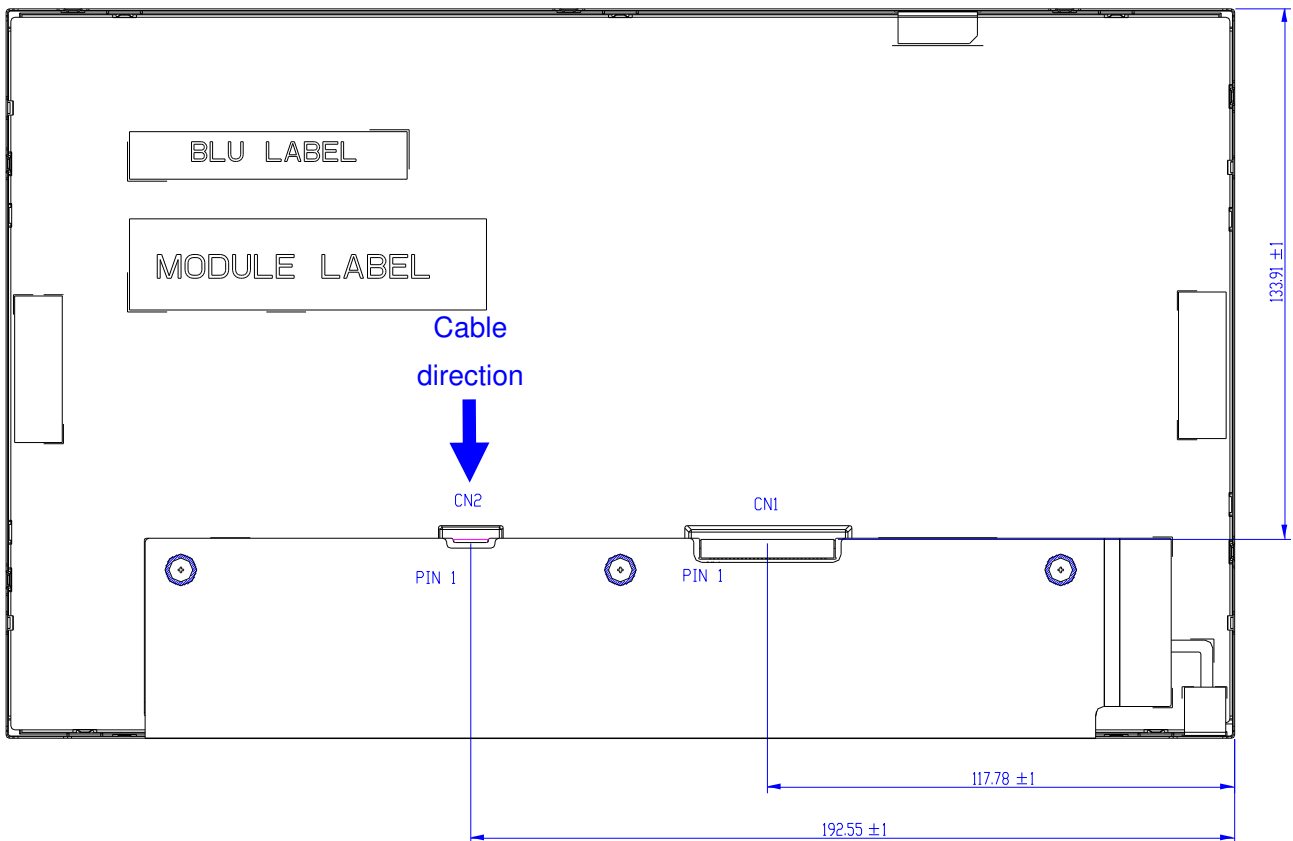 BLU LABEL
MODULE LABEL
133.91 ±1
Cable
direction
CN2
CN1
PIN 1
PIN 1
117.78 ±1
192.55 ±1